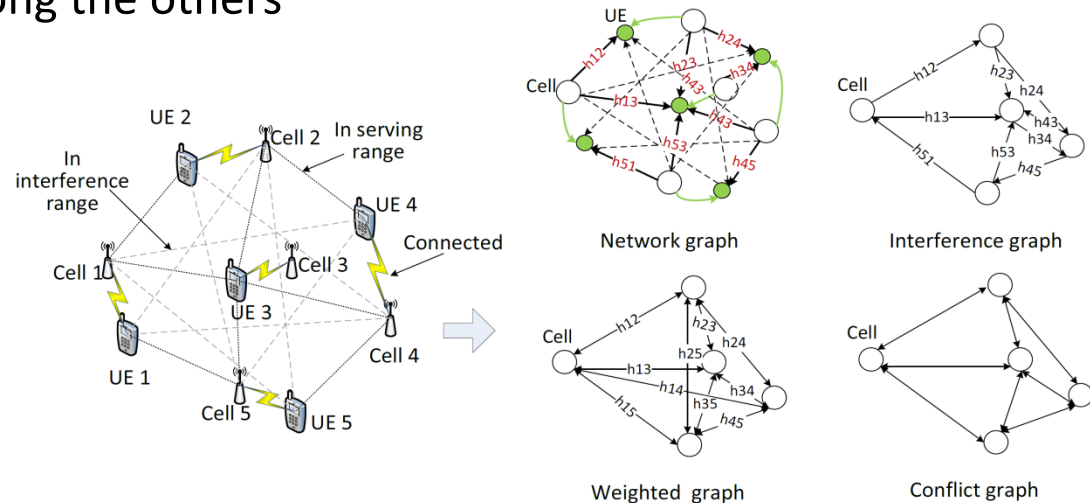 ong the others
UE 2
Cell 2
In serving
range
In
interference
range
UE 4
Connected
Cell 1
Cell 3
UE 3
Cell 4
UE 1
Cell 5
UE 5
UE
Cell
h12
h24
h23
h34
h43
h13
h43
h53
h51
h45
Network graph
Cell
h12
h23
h24
h13
h43
h34
h53
h51
h45
Interference graph
Cell
h12
h23
h25
h24
h13
h14
h34
h35
h15
h45
Weighted graph
Cell
Conflict graph